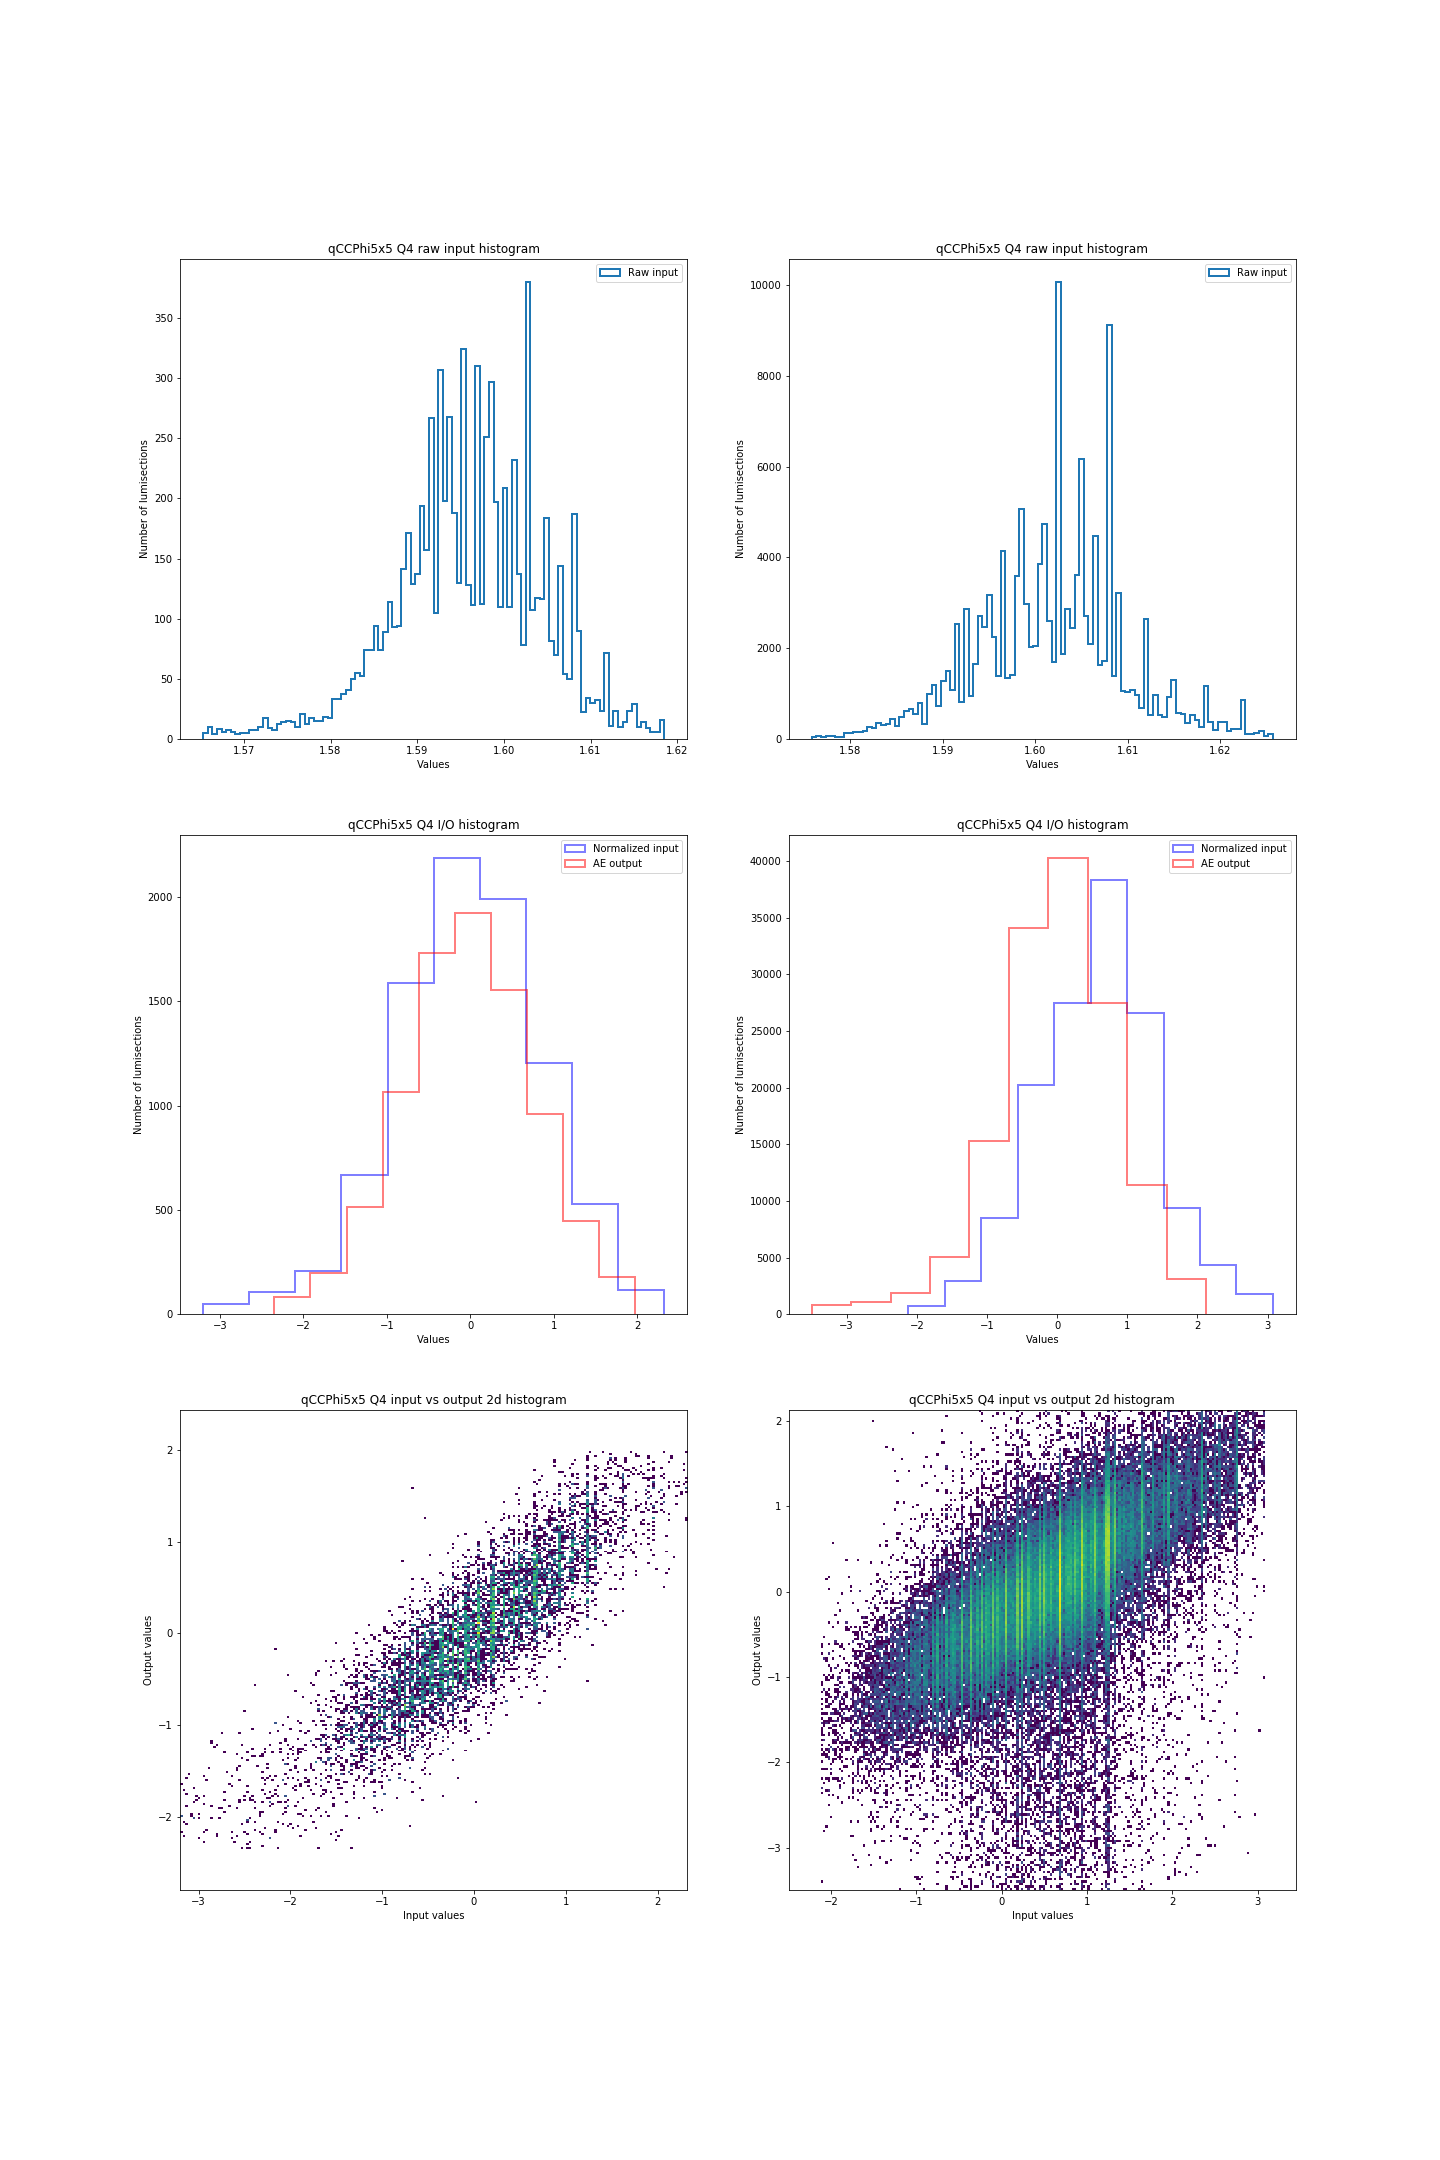 qCCPhi5x5 Q4 raw input histogram
Raw input
350
300
250
200
150
100
50
0
Number of lumisections
1.57 1.58 1.59 1.60 1.61 1.62
Values
qCCPhi5x5 Q4 raw input histogram
Raw input
10000
8000
6000
4000
2000
0
Number of lumisections
1.58 1.59 1.60 1.61 1.62
Values
qCCPhi5x5 Q4 I/O histogram
Normalized input
AE output
2000
1500
1000
500
0
Number of lumisections
−3 −2 −1 0 1 2
Values
qCCPhi5x5 Q4 I/O histogram
Normalized input
AE output
40000
35000
30000
25000
20000
15000
10000
5000
0
Number of lumisections
−3 −2 −1 0 1 2 3
Values
qCCPhi5x5 Q4 input vs output 2d histogram
2
1
0
−1
−2
Output values
−3 −2 −1 0 1 2
Input values
qCCPhi5x5 Q4 input vs output 2d histogram
2
1
0
−1
−2
−3
Output values
−2 −1 0 1 2 3
Input values